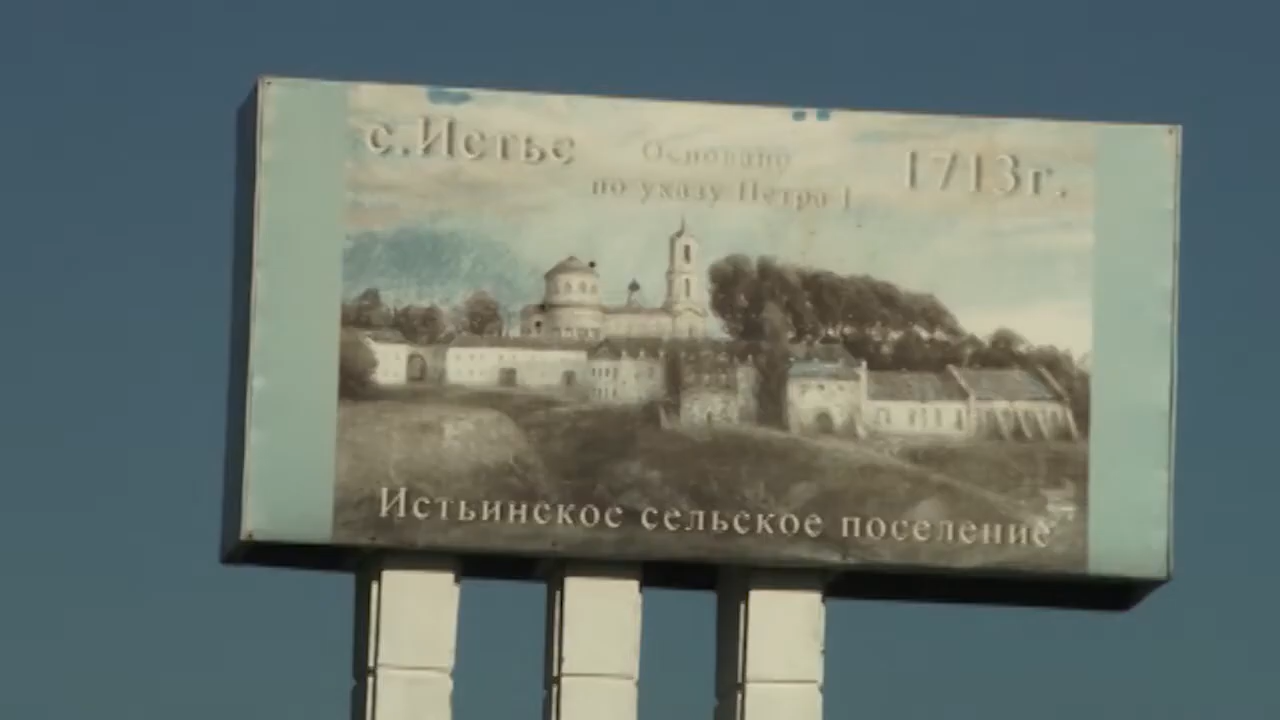 с.Истье
Основано
по указу Петра I
1713г.
Истьинское сельское поселение